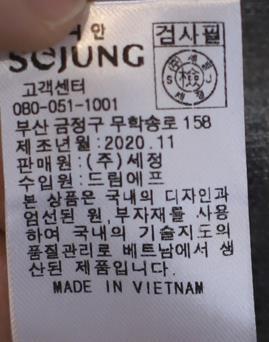 안
SEJUNG
검사필
고객센터
080-051-1001
부산 금정구 무학송로 158
제조년월 : 2020.11
판매원 : (주)세정
수입원 : 드림에프
본 상품은 국내의 디자인과
엄선된 원,부자재를 사용
하여 국내의 기술지도와
품질관리로 베트남에서 생
산된 제품입니다.
MADE IN VIETNAM